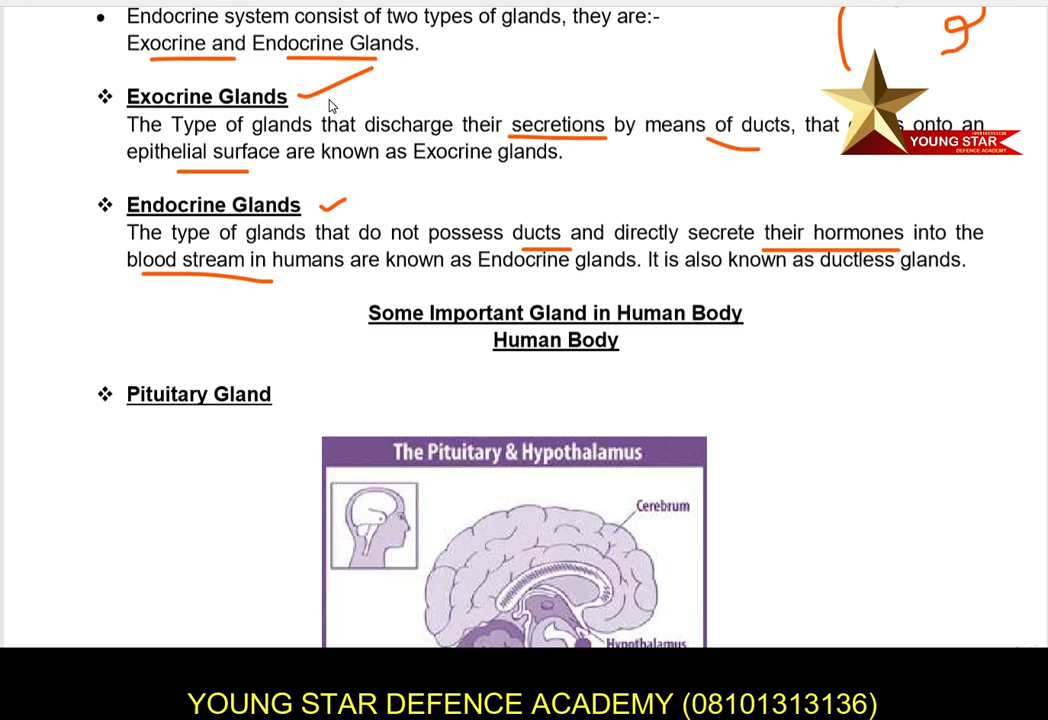 • Endocrine system consist of two types of glands, they are:-
Exocrine and Endocrine Glands.
❖ Exocrine Glands
The Type of glands that discharge their secretions by means of ducts, that onto an
epithelial surface are known as Exocrine glands.
YOUNG STAR
DEFENCE ACADEMY
❖ Endocrine Glands
The type of glands that do not possess ducts and directly secrete their hormones into the
blood stream in humans are known as Endocrine glands. It is also known as ductless glands.
Some Important Gland in Human Body
Human Body
❖ Pituitary Gland
The Pituitary & Hypothalamus
Cerebrum
Hypothalamus
YOUNG STAR DEFENCE ACADEMY (08101313136)